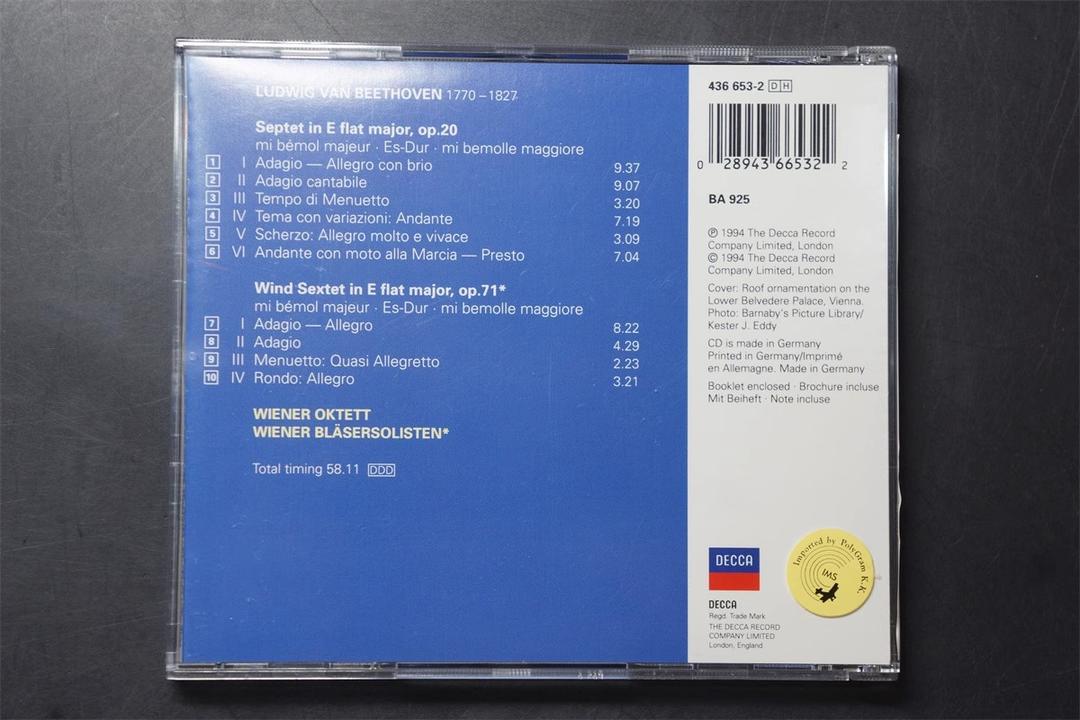 LUDWIG VAN BEETHOVEN 1770–1827
Septet in E flat major, op.20
mi bémol majeur · Es-Dur · mi bemolle maggiore
1 I Adagio — Allegro con brio 9.37
2 II Adagio cantabile 9.07
3 III Tempo di Menuetto 3.20
4 IV Tema con variazioni: Andante 7.19
5 V Scherzo: Allegro molto e vivace 3.09
6 VI Andante con moto alla Marcia — Presto 7.04
Wind Sextet in E flat major, op.71*
mi bémol majeur · Es-Dur · mi bemolle maggiore
7 I Adagio — Allegro 8.22
8 II Adagio 4.29
9 III Menuetto: Quasi Allegretto 2.23
10 IV Rondo: Allegro 3.21
WIENER OKTETT
WIENER BLÄSERSOLISTEN*
Total timing 58.11 DDD
436 653-2 DH
0 28943 66532 2
BA 925
℗ 1994 The Decca Record
Company Limited, London
© 1994 The Decca Record
Company Limited, London
Cover: Roof ornamentation on the
Lower Belvedere Palace, Vienna.
Photo: Barnaby's Picture Library/
Kester J. Eddy
CD is made in Germany
Printed in Germany/Imprimé
en Allemagne. Made in Germany
Booklet enclosed · Brochure incluse
Mit Beiheft · Note incluse
DECCA
DECCA
Regd. Trade Mark
THE DECCA RECORD
COMPANY LIMITED
London, England
Imported by PolyGram K.K.
IMS